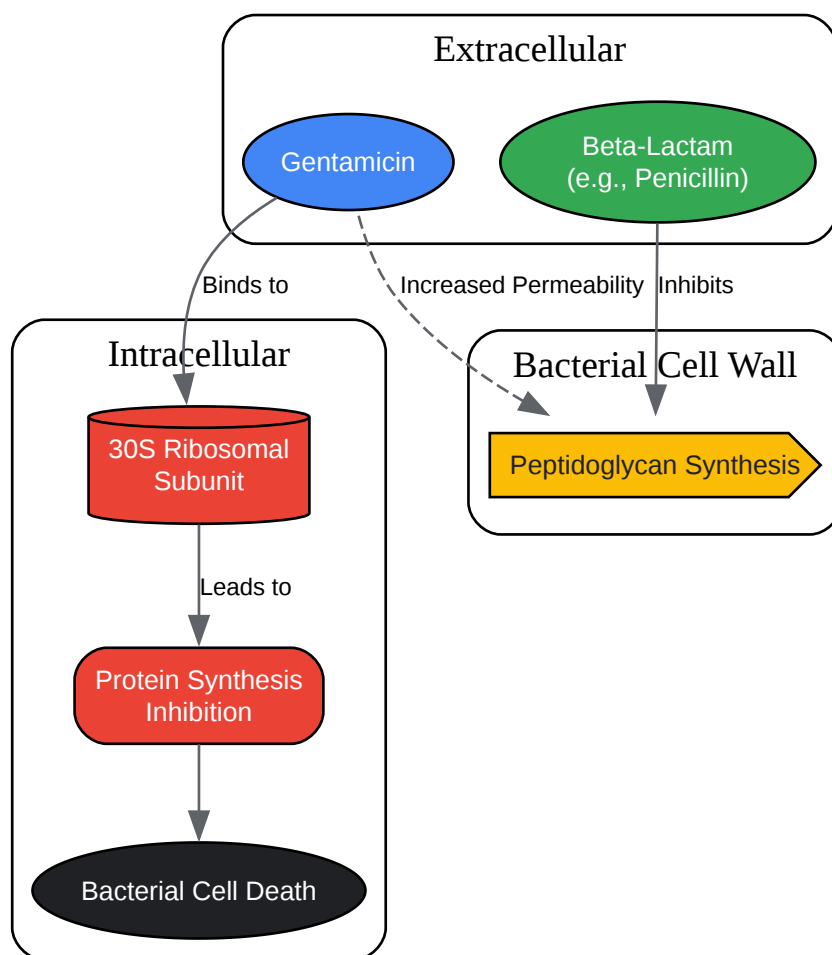 Extracellular
Gentamicin
Beta-Lactam
(e.g., Penicillin)
Binds to
Increased Permeability
Inhibits
Intracellular
Bacterial Cell Wall
30S Ribosomal
Subunit
Peptidoglycan Synthesis
Leads to
Protein Synthesis
Inhibition
Bacterial Cell Death